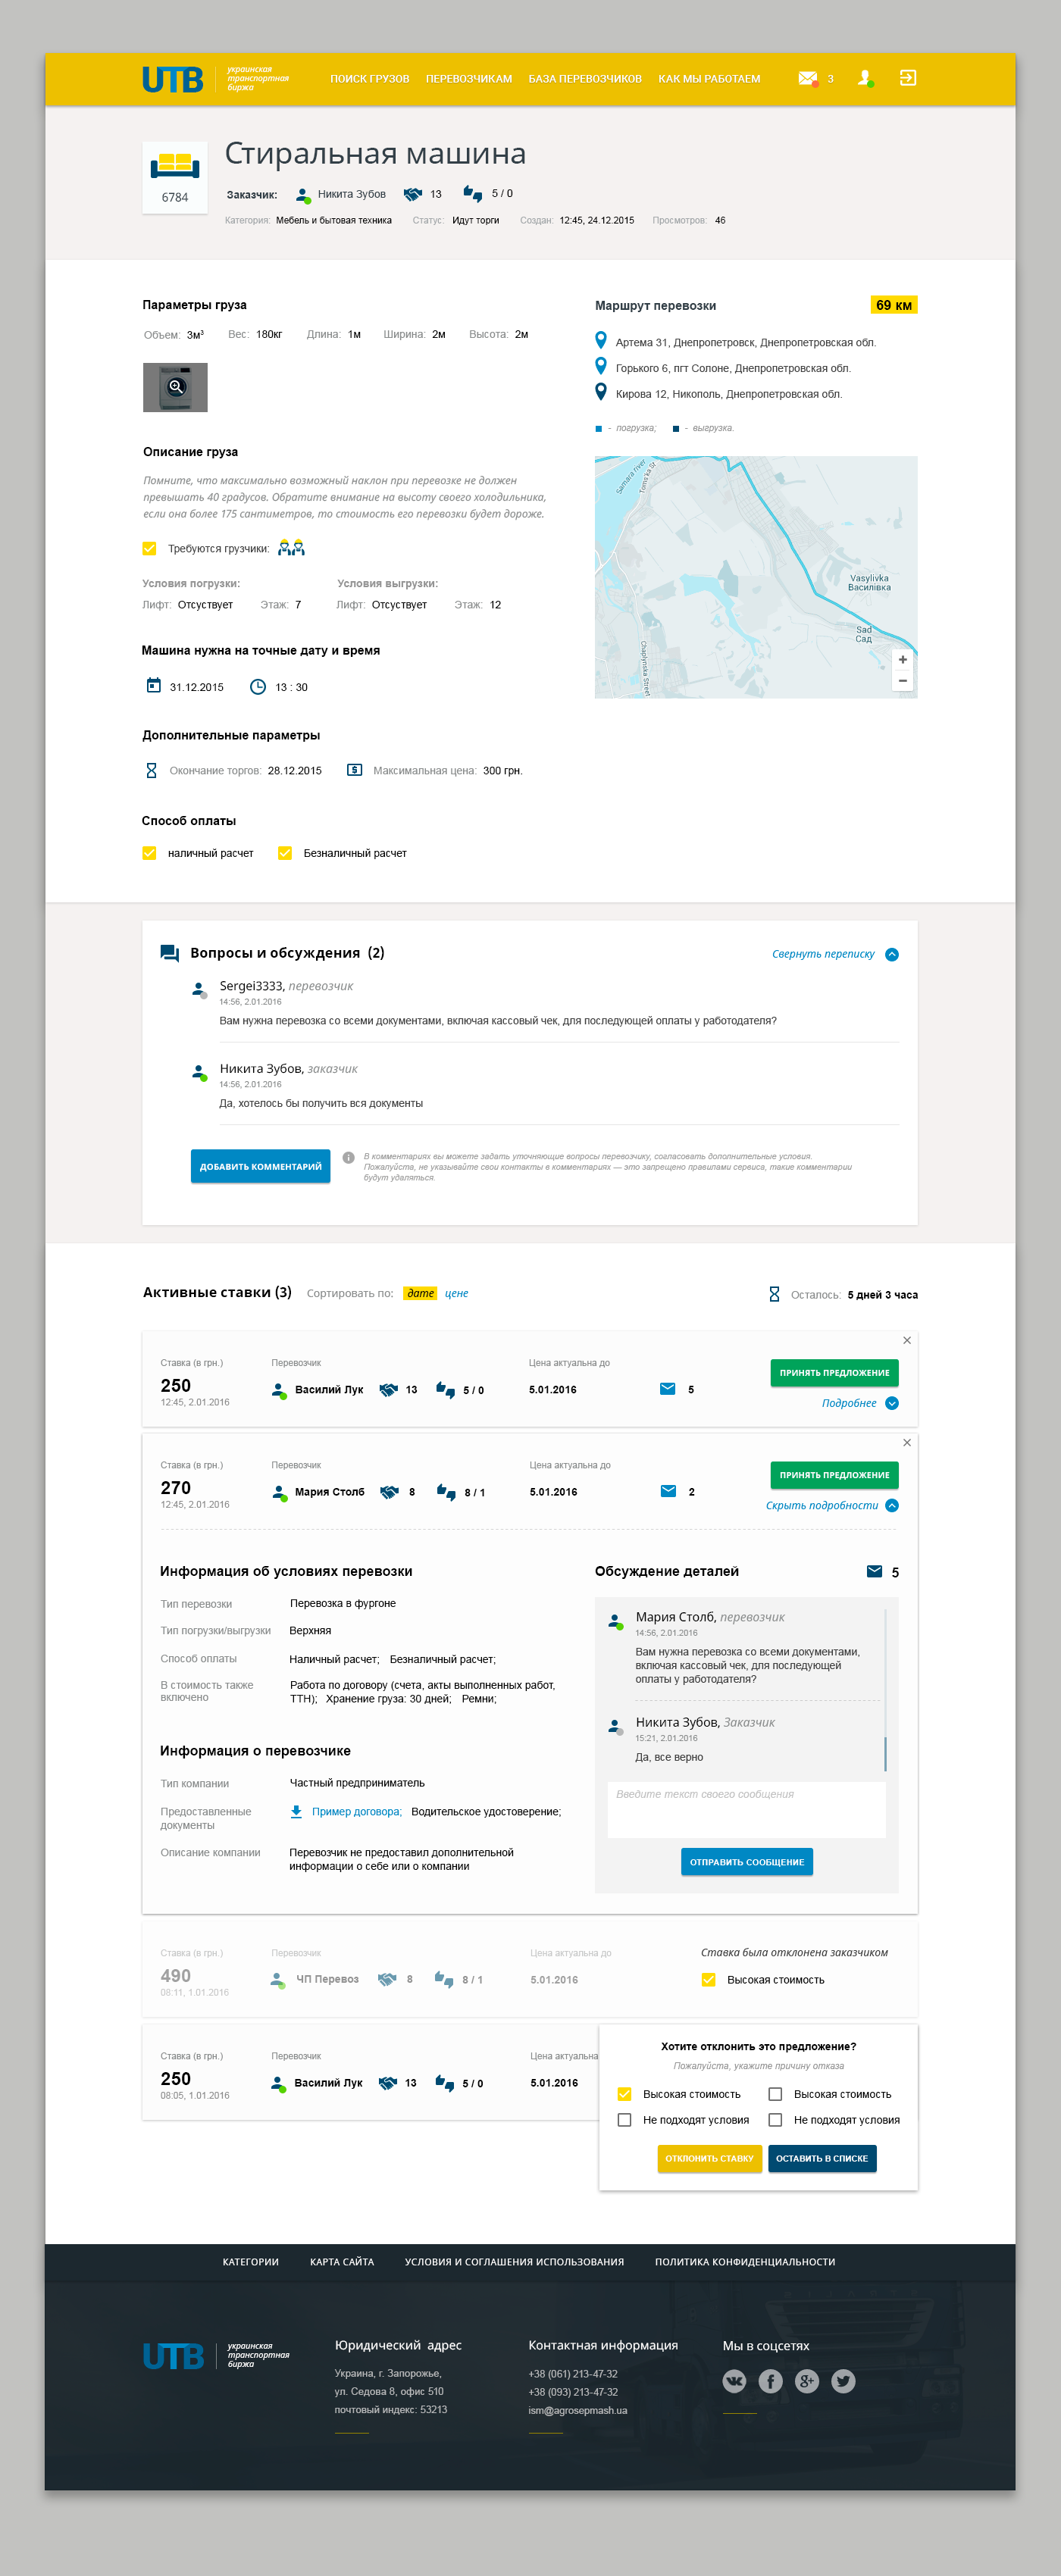 UTB
украинская
транспортная
биржа
ПОИСК ГРУЗОВ ПЕРЕВОЗЧИКАМ БАЗА ПЕРЕВОЗЧИКОВ КАК МЫ РАБОТАЕМ 3
Стиральная машина
6784
Заказчик: Никита Зубов 13 5 / 0
Категория: Мебель и бытовая техника Статус: Идут торги Создан: 12:45, 24.12.2015 Просмотров: 46
Параметры груза
Объем: 3м³ Вес: 180кг Длина: 1м Ширина: 2м Высота: 2м
Описание груза
Помните, что максимально возможный наклон при перевозке не должен
превышать 40 градусов. Обратите внимание на высоту своего холодильника,
если она более 175 сантиметров, то стоимость его перевозки будет дороже.
Требуются грузчики:
Условия погрузки: Условия выгрузки:
Лифт: Отсуствует Этаж: 7 Лифт: Отсуствует Этаж: 12
Машина нужна на точные дату и время
31.12.2015 13 : 30
Дополнительные параметры
Окончание торгов: 28.12.2015 Максимальная цена: 300 грн.
Способ оплаты
наличный расчет Безналичный расчет
Маршрут перевозки 69 км
Артема 31, Днепропетровск, Днепропетровская обл.
Горького 6, пгт Солоне, Днепропетровская обл.
Кирова 12, Никополь, Днепропетровская обл.
- погрузка; - выгрузка.
Samara river
Toms'ka St
Vasylivka
Василівка
Sad
Сад
Chaplynska Street
+
−
Вопросы и обсуждения (2) Свернуть переписку
Sergei3333, перевозчик
14:56, 2.01.2016
Вам нужна перевозка со всеми документами, включая кассовый чек, для последующей оплаты у работодателя?
Никита Зубов, заказчик
14:56, 2.01.2016
Да, хотелось бы получить вся документы
ДОБАВИТЬ КОММЕНТАРИЙ
В комментариях вы можете задать уточняющие вопросы перевозчику, согласовать дополнительные условия.
Пожалуйста, не указывайте свои контакты в комментариях — это запрещено правилами сервиса, такие комментарии
будут удаляться.
Активные ставки (3) Сортировать по: дате цене Осталось: 5 дней 3 часа
Ставка (в грн.) Перевозчик Цена актуальна до
250 Василий Лук 13 5 / 0 5.01.2016 5 ПРИНЯТЬ ПРЕДЛОЖЕНИЕ
12:45, 2.01.2016 Подробнее
Ставка (в грн.) Перевозчик Цена актуальна до
270 Мария Столб 8 8 / 1 5.01.2016 2 ПРИНЯТЬ ПРЕДЛОЖЕНИЕ
12:45, 2.01.2016 Скрыть подробности
Информация об условиях перевозки
Тип перевозки Перевозка в фургоне
Тип погрузки/выгрузки Верхняя
Способ оплаты Наличный расчет; Безналичный расчет;
В стоимость также Работа по договору (счета, акты выполненных работ,
включено ТТН); Хранение груза: 30 дней; Ремни;
Информация о перевозчике
Тип компании Частный предприниматель
Предоставленные Пример договора; Водительское удостоверение;
документы
Описание компании Перевозчик не предоставил дополнительной
информации о себе или о компании
Обсуждение деталей 5
Мария Столб, перевозчик
14:56, 2.01.2016
Вам нужна перевозка со всеми документами,
включая кассовый чек, для последующей
оплаты у работодателя?
Никита Зубов, Заказчик
15:21, 2.01.2016
Да, все верно
Введите текст своего сообщения
ОТПРАВИТЬ СООБЩЕНИЕ
Ставка (в грн.) Перевозчик Цена актуальна до Ставка была отклонена заказчиком
490 ЧП Перевоз 8 8 / 1 5.01.2016 Высокая стоимость
08:11, 1.01.2016
Ставка (в грн.) Перевозчик Цена актуальна
250 Василий Лук 13 5 / 0 5.01.2016
08:05, 1.01.2016
Хотите отклонить это предложение?
Пожалуйста, укажите причину отказа
Высокая стоимость Высокая стоимость
Не подходят условия Не подходят условия
ОТКЛОНИТЬ СТАВКУ ОСТАВИТЬ В СПИСКЕ
КАТЕГОРИИ КАРТА САЙТА УСЛОВИЯ И СОГЛАШЕНИЯ ИСПОЛЬЗОВАНИЯ ПОЛИТИКА КОНФИДЕНЦИАЛЬНОСТИ
UTB
украинская
транспортная
биржа
Юридический адрес
Украина, г. Запорожье,
ул. Седова 8, офис 510
почтовый индекс: 53213
Контактная информация
+38 (061) 213-47-32
+38 (093) 213-47-32
ism@agrosepmash.ua
Мы в соцсетях